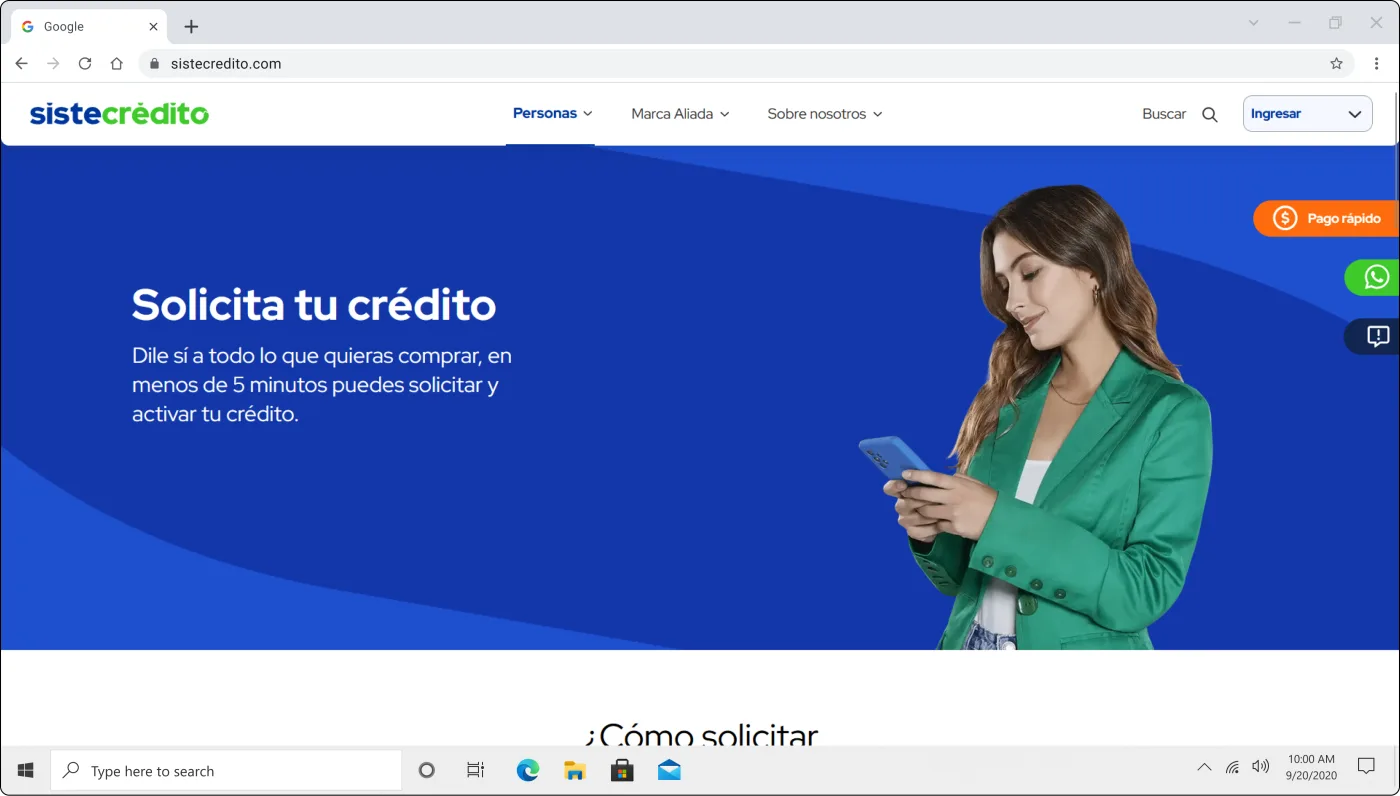 Google
sistecredito.com
sistecrédito
Personas
Marca Aliada
Sobre nosotros
Buscar
Ingresar
Pago rápido
Solicita tu crédito
Dile sí a todo lo que quieras comprar, en
menos de 5 minutos puedes solicitar y
activar tu crédito.
¿Cómo solicitar
Type here to search
10:00 AM
9/20/2020